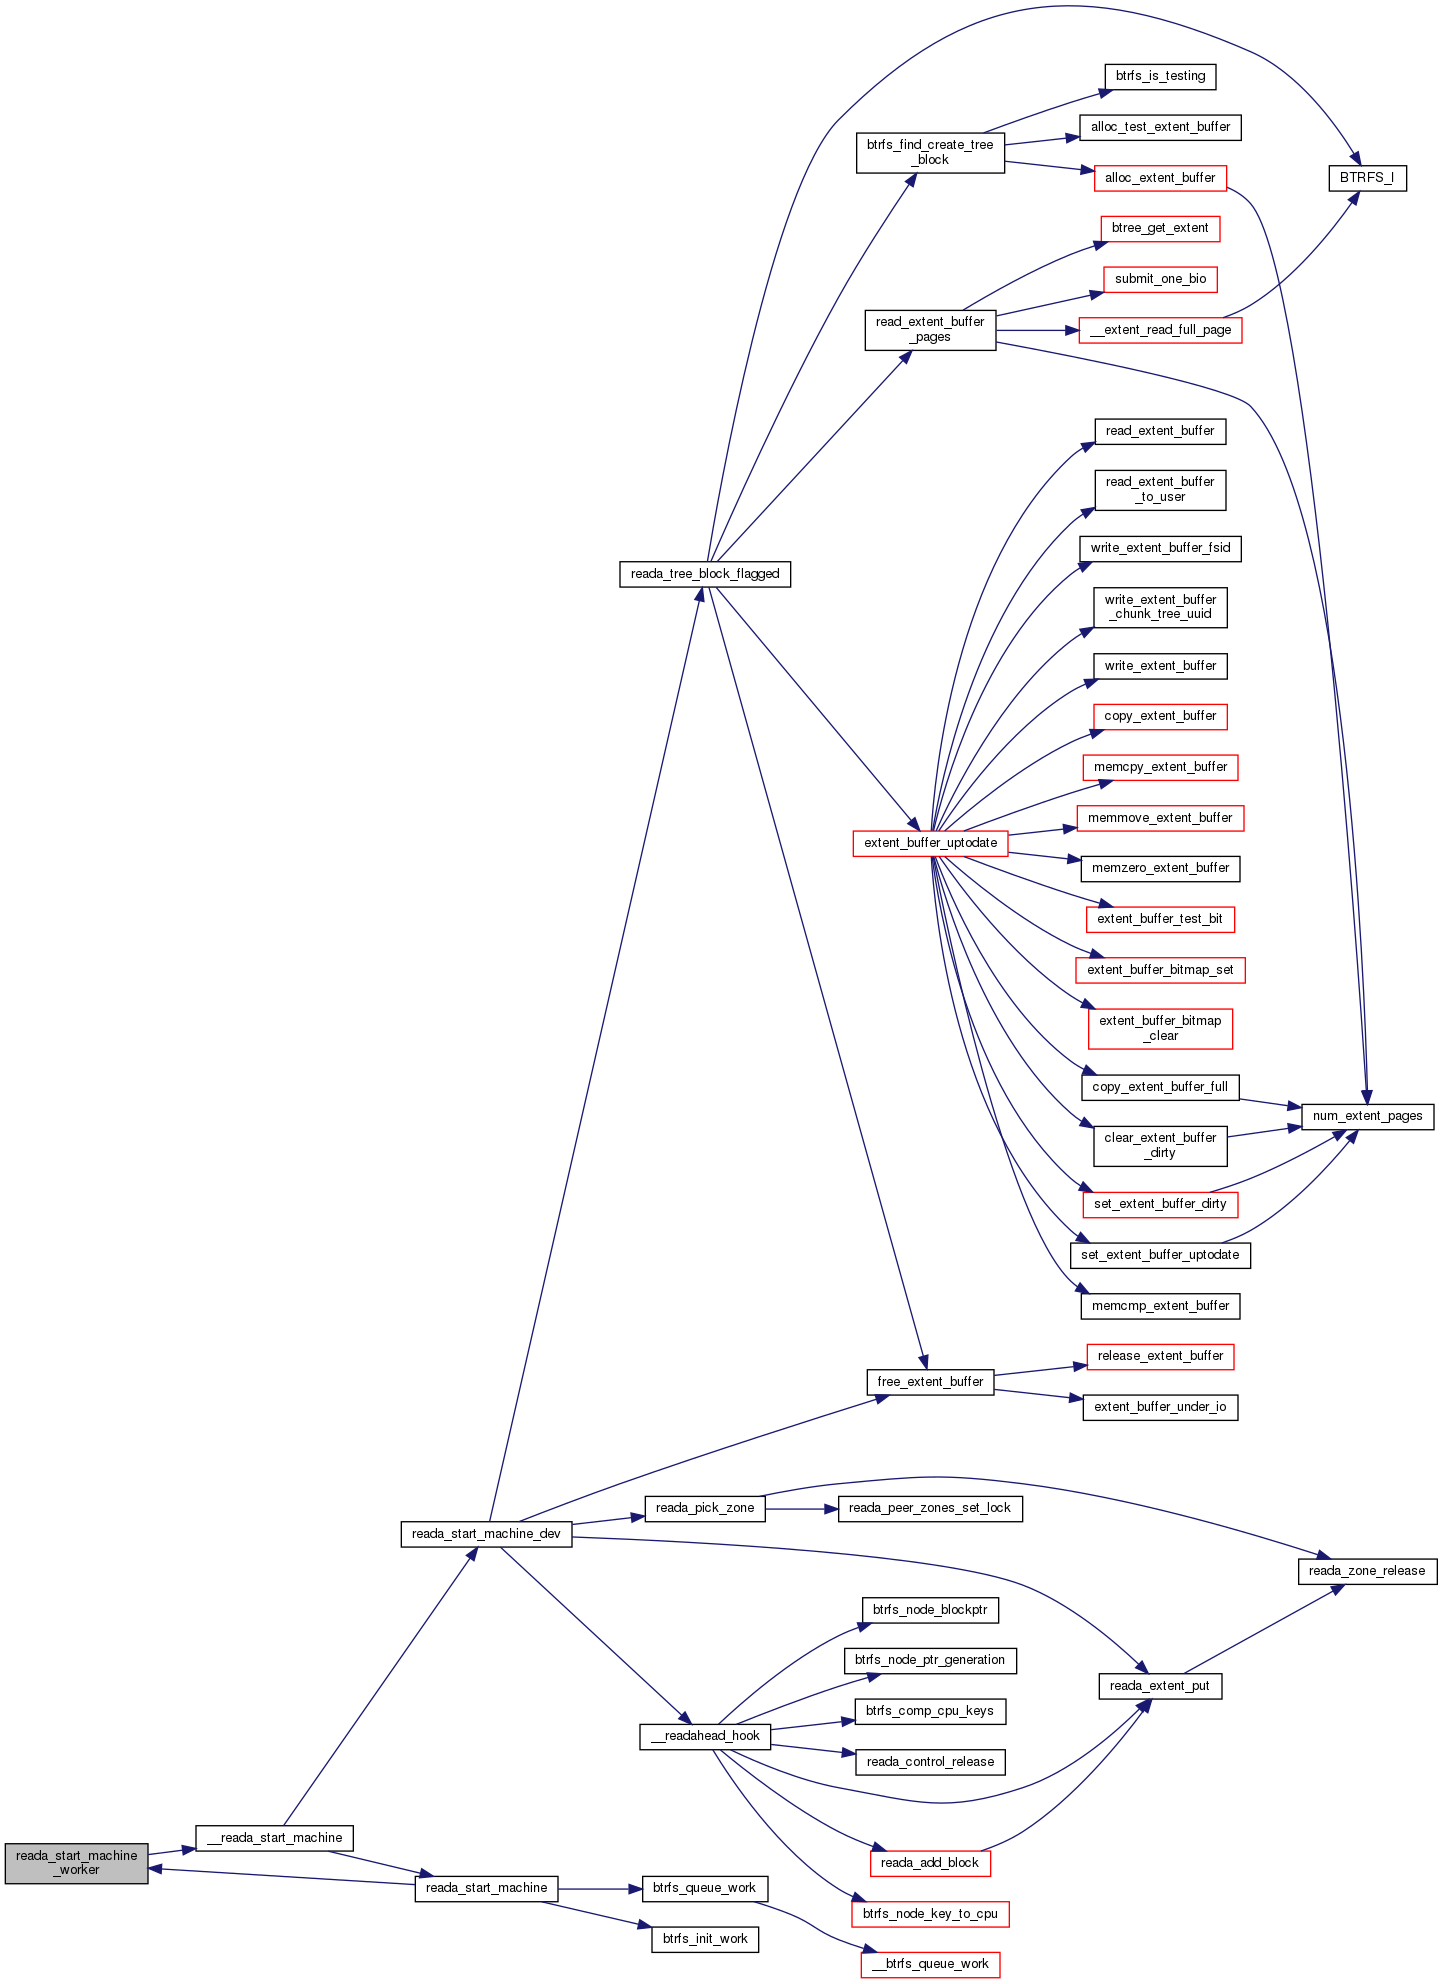 btrfs_is_testing
btrfs_find_create_tree
_block
alloc_test_extent_buffer
alloc_extent_buffer
BTRFS_I
btree_get_extent
submit_one_bio
read_extent_buffer
_pages
__extent_read_full_page
read_extent_buffer
read_extent_buffer
_to_user
write_extent_buffer_fsid
reada_tree_block_flagged
write_extent_buffer
_chunk_tree_uuid
write_extent_buffer
copy_extent_buffer
memcpy_extent_buffer
memmove_extent_buffer
extent_buffer_uptodate
memzero_extent_buffer
extent_buffer_test_bit
extent_buffer_bitmap_set
extent_buffer_bitmap
_clear
copy_extent_buffer_full
num_extent_pages
clear_extent_buffer
_dirty
set_extent_buffer_dirty
set_extent_buffer_uptodate
memcmp_extent_buffer
release_extent_buffer
free_extent_buffer
extent_buffer_under_io
reada_pick_zone
reada_peer_zones_set_lock
reada_start_machine_dev
reada_zone_release
btrfs_node_blockptr
btrfs_node_ptr_generation
reada_extent_put
btrfs_comp_cpu_keys
__readahead_hook
reada_control_release
__reada_start_machine
reada_start_machine
_worker
reada_add_block
reada_start_machine
btrfs_queue_work
btrfs_node_key_to_cpu
btrfs_init_work
__btrfs_queue_work